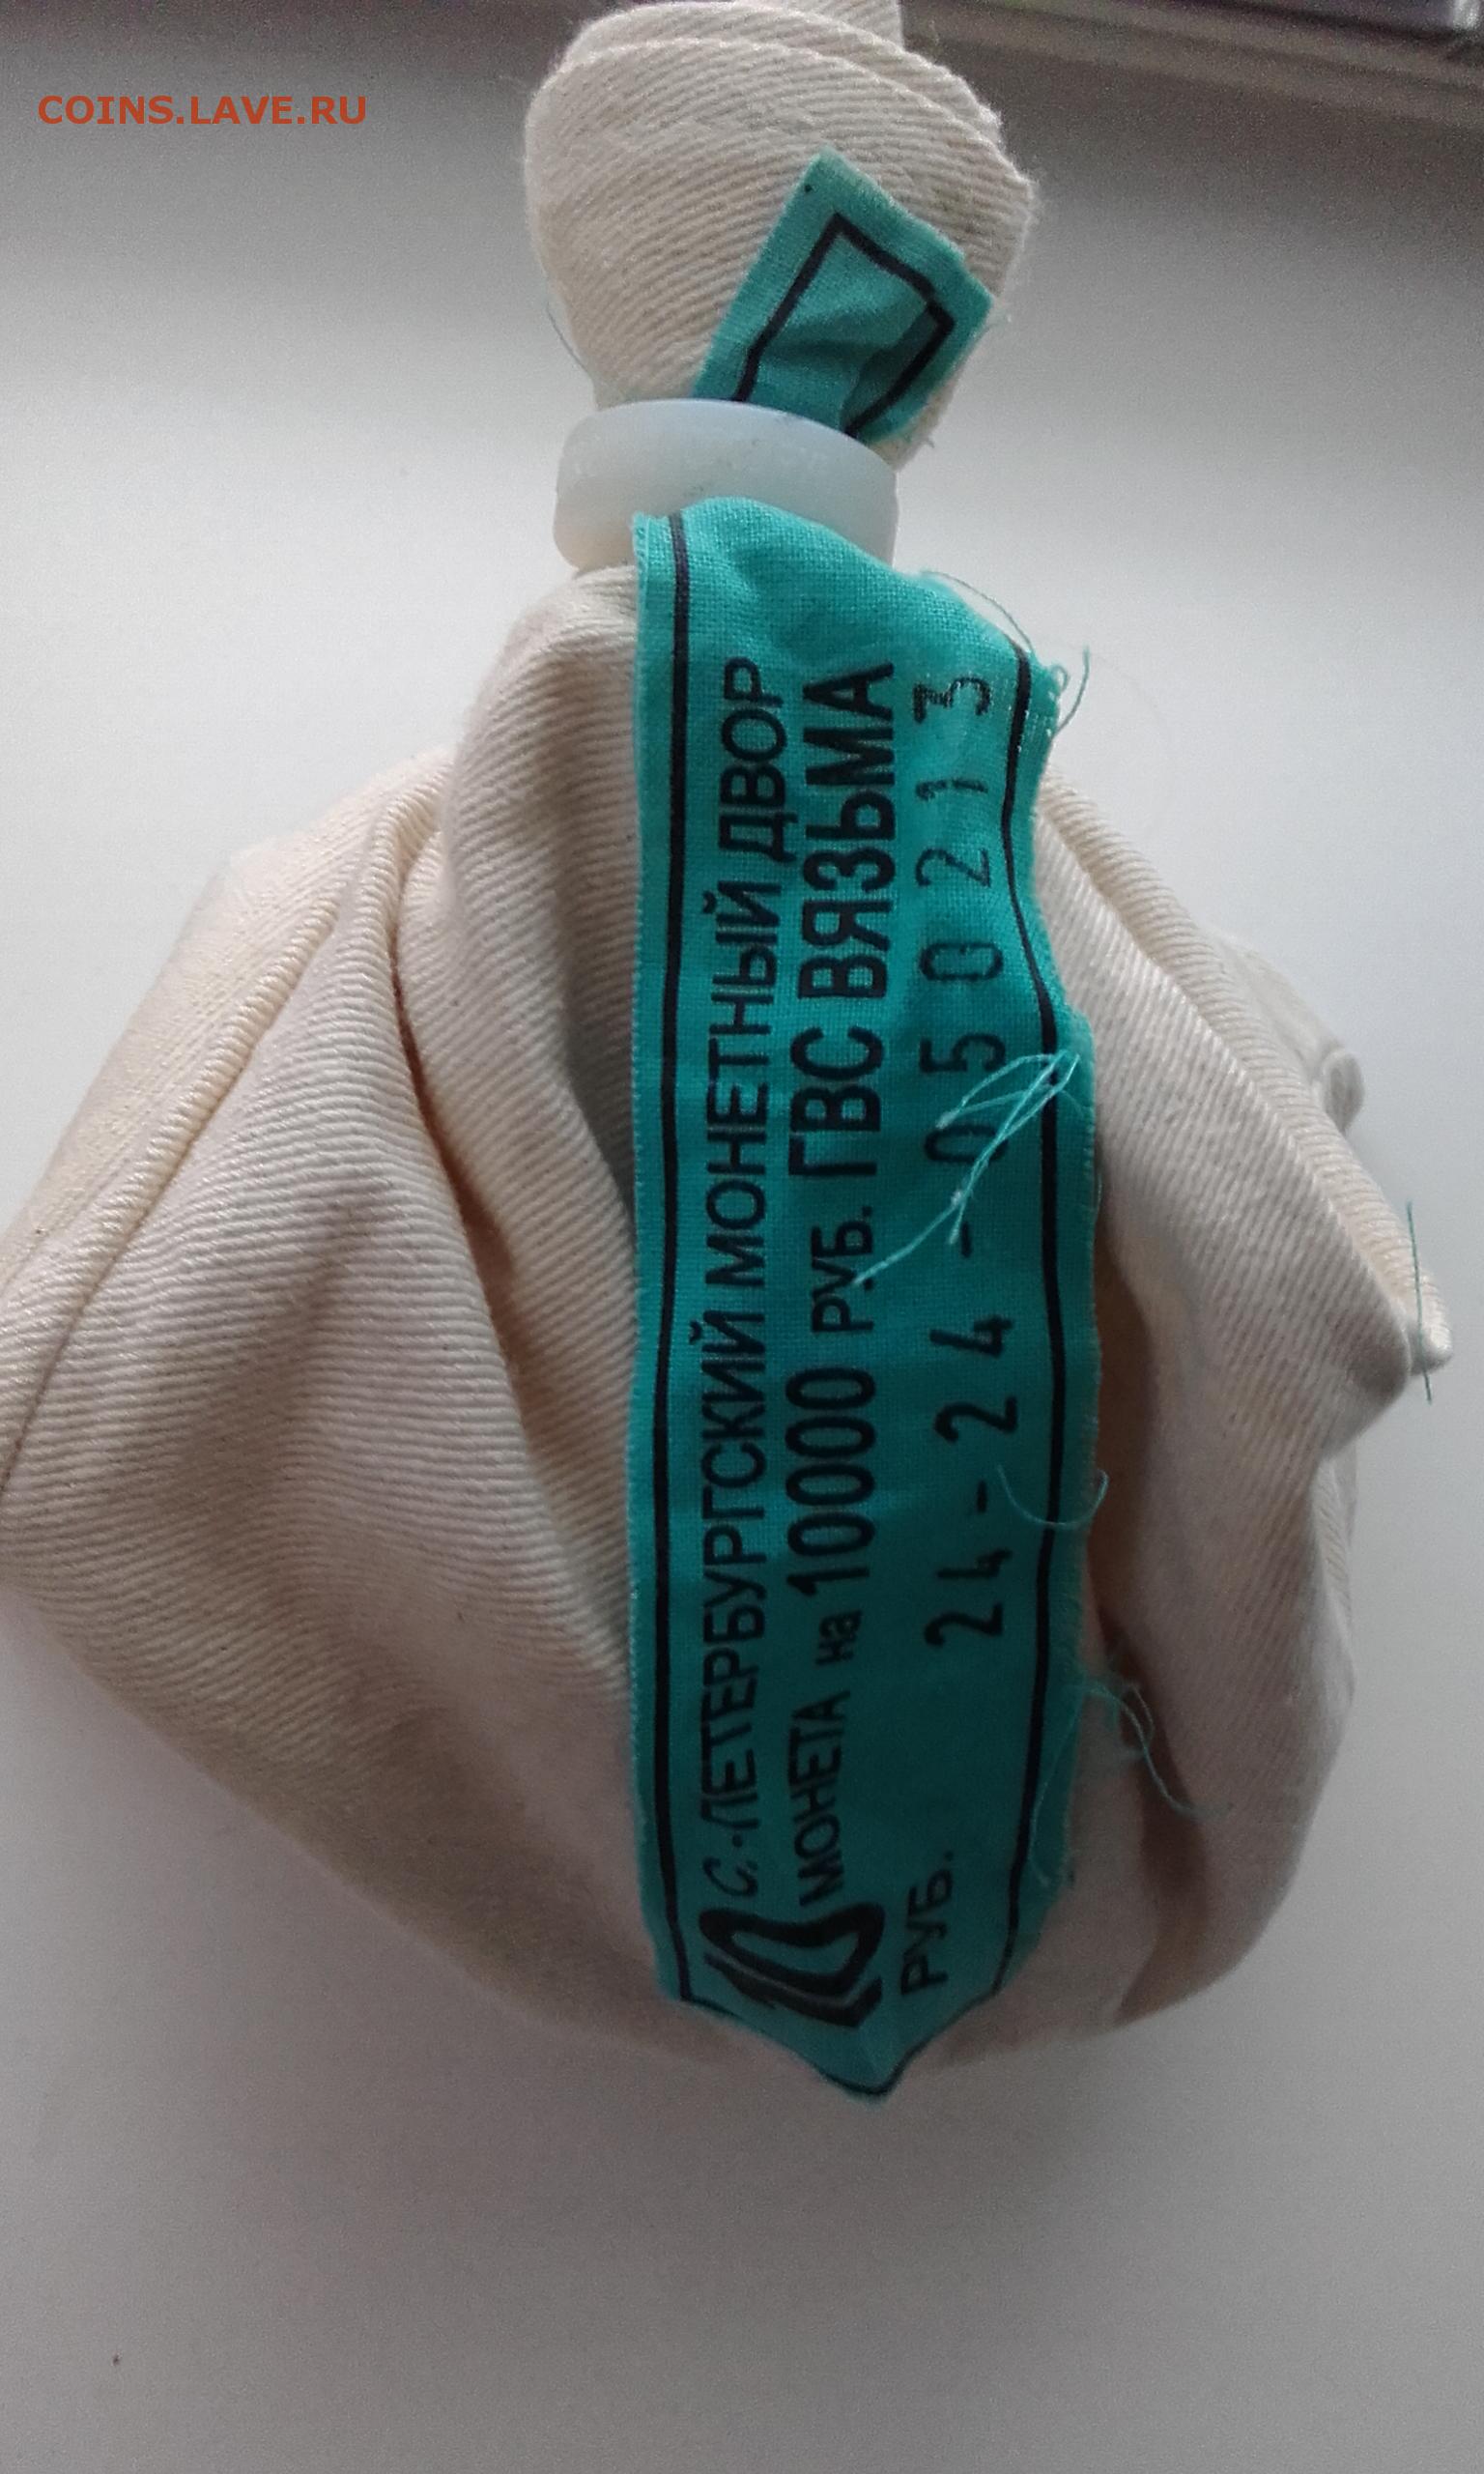 COINS.LAVE.RU
С.-ПЕТЕРБУРГСКИЙ МОНЕТНЫЙ ДВОР
МОНЕТА на 10000 РУБ. ГВС ВЯЗЬМА
10
РУБ.
24-24-050213